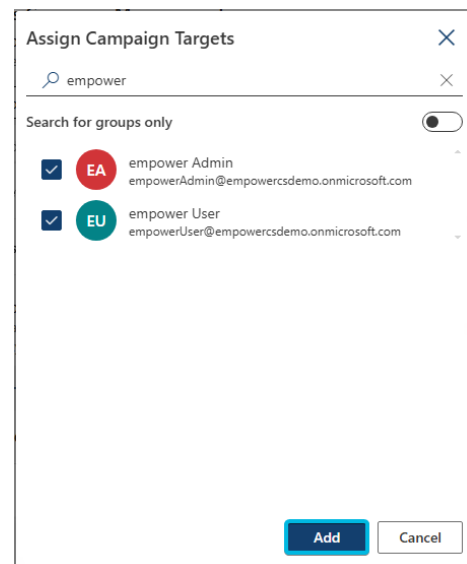 Assign Campaign Targets
empower
Search for groups only
EA
empower Admin
empowerAdmin@empowercsdemo.onmicrosoft.com
EU
empower User
empowerUser@empowercsdemo.onmicrosoft.com
Add Cancel